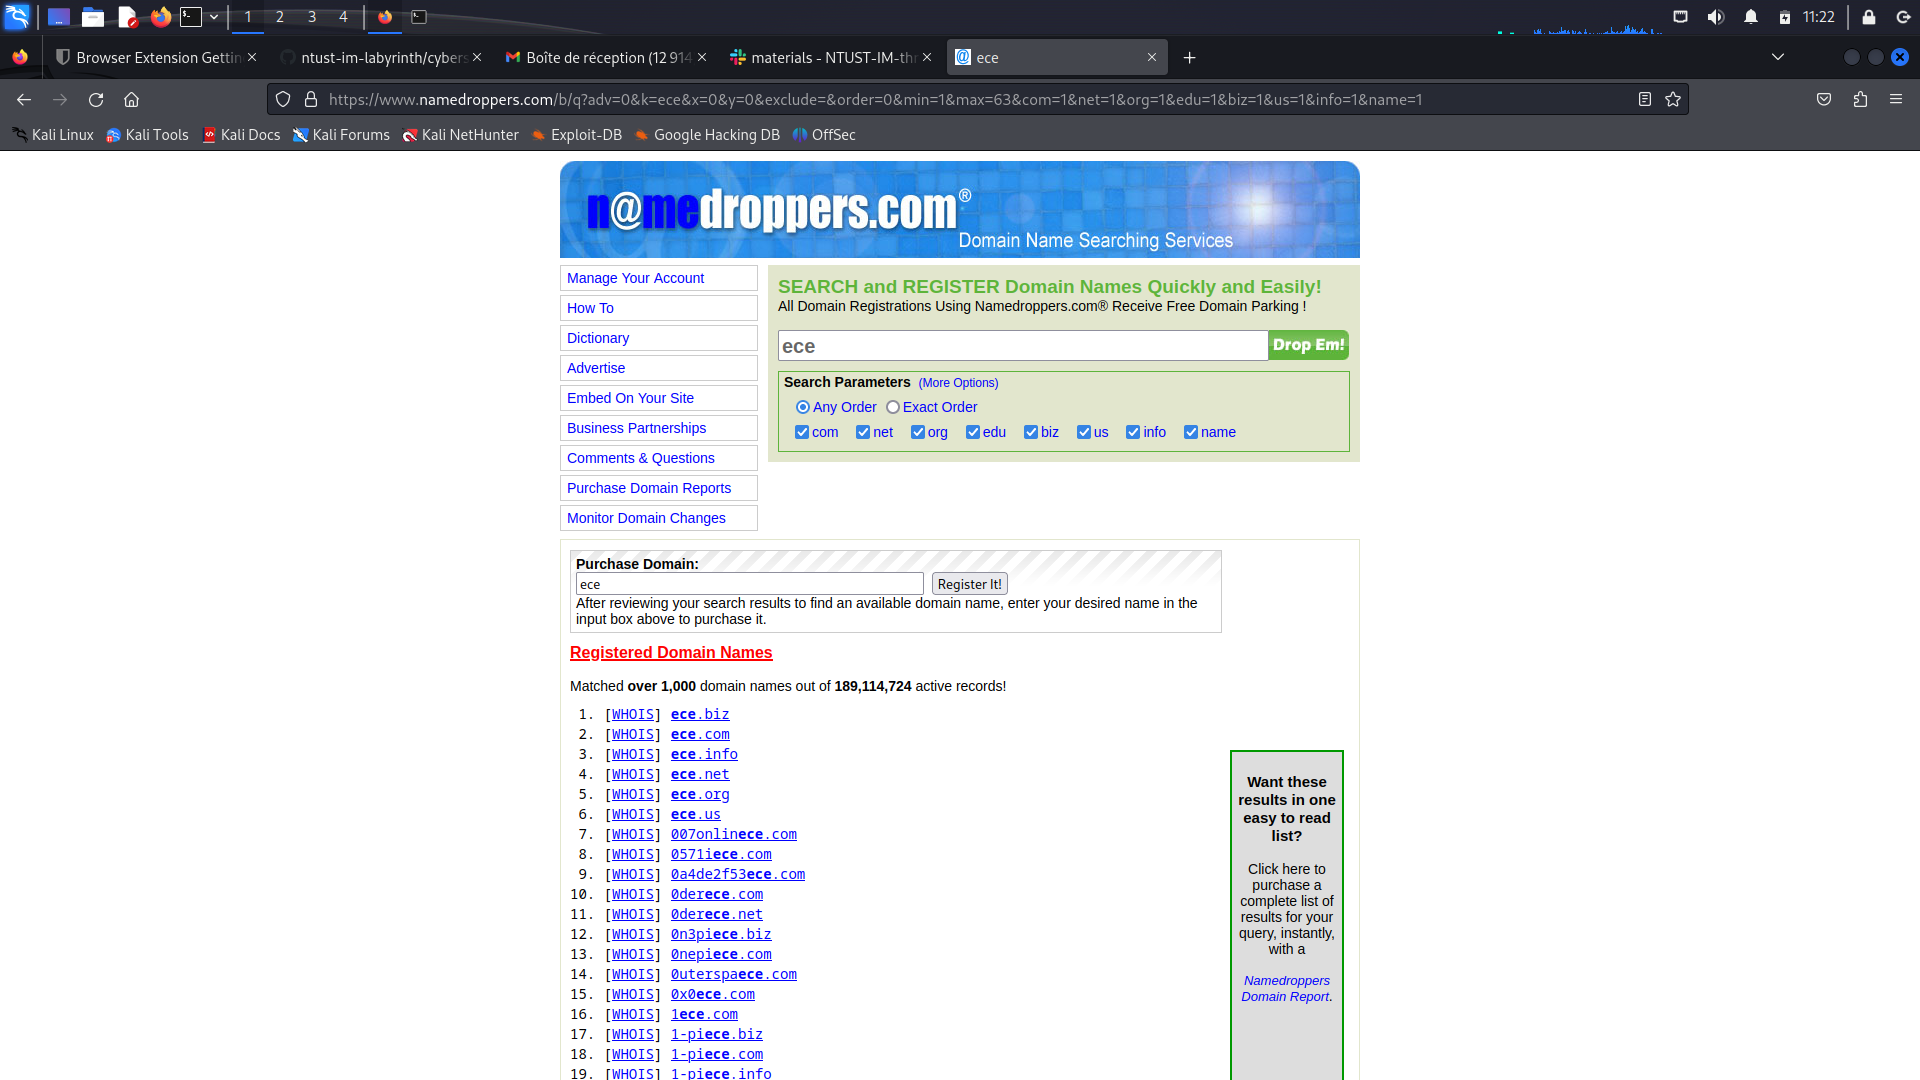 1 2 3 4 11:22
Browser Extension Gettin
ntust-im-labyrinth/cybers
Boîte de réception (12 914
materials - NTUST-IM-thr
ece
https://www.namedroppers.com/b/q?adv=0&k=ece&x=0&y=0&exclude=&order=0&min=1&max=63&com=1&net=1&org=1&edu=1&biz=1&us=1&info=1&name=1
Kali Linux Kali Tools Kali Docs Kali Forums Kali NetHunter Exploit-DB Google Hacking DB OffSec
n@medroppers.com®
Domain Name Searching Services
Manage Your Account
How To
Dictionary
Advertise
Embed On Your Site
Business Partnerships
Comments & Questions
Purchase Domain Reports
Monitor Domain Changes
SEARCH and REGISTER Domain Names Quickly and Easily!
All Domain Registrations Using Namedroppers.com® Receive Free Domain Parking !
ece Drop Em!
Search Parameters (More Options)
Any Order Exact Order
com net org edu biz us info name
Purchase Domain:
ece Register It!
After reviewing your search results to find an available domain name, enter your desired name in the
input box above to purchase it.
Registered Domain Names
Matched over 1,000 domain names out of 189,114,724 active records!
1. [WHOIS] ece.biz
2. [WHOIS] ece.com
3. [WHOIS] ece.info
4. [WHOIS] ece.net
5. [WHOIS] ece.org
6. [WHOIS] ece.us
7. [WHOIS] 007onlinece.com
8. [WHOIS] 0571iece.com
9. [WHOIS] 0a4de2f53ece.com
10. [WHOIS] 0derece.com
11. [WHOIS] 0derece.net
12. [WHOIS] 0n3piece.biz
13. [WHOIS] 0nepiece.com
14. [WHOIS] 0uterspaece.com
15. [WHOIS] 0x0ece.com
16. [WHOIS] 1ece.com
17. [WHOIS] 1-piece.biz
18. [WHOIS] 1-piece.com
19. [WHOIS] 1-piece.info
Want these
results in one
easy to read
list?
Click here to
purchase a
complete list of
results for your
query, instantly,
with a
Namedroppers
Domain Report.